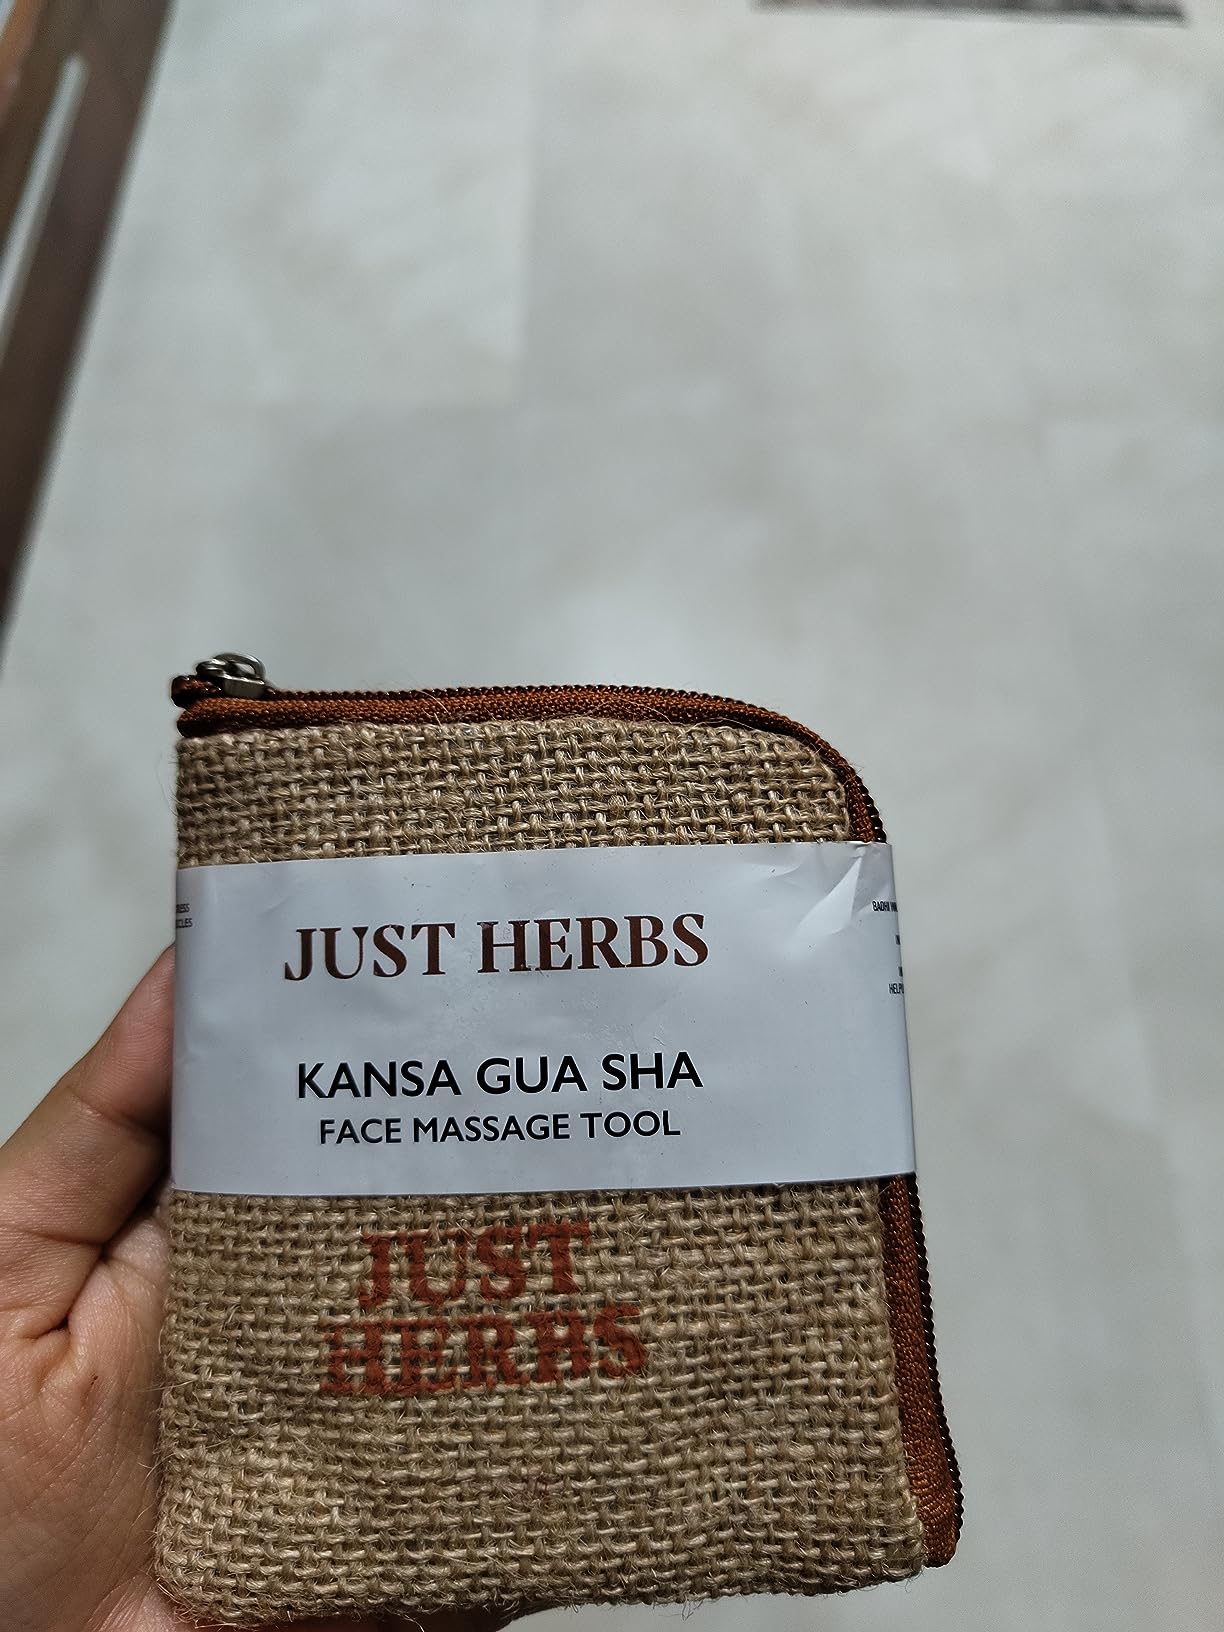 JUST HERBS
KANSA GUA SHA
FACE MASSAGE TOOL
JUST
HERBS